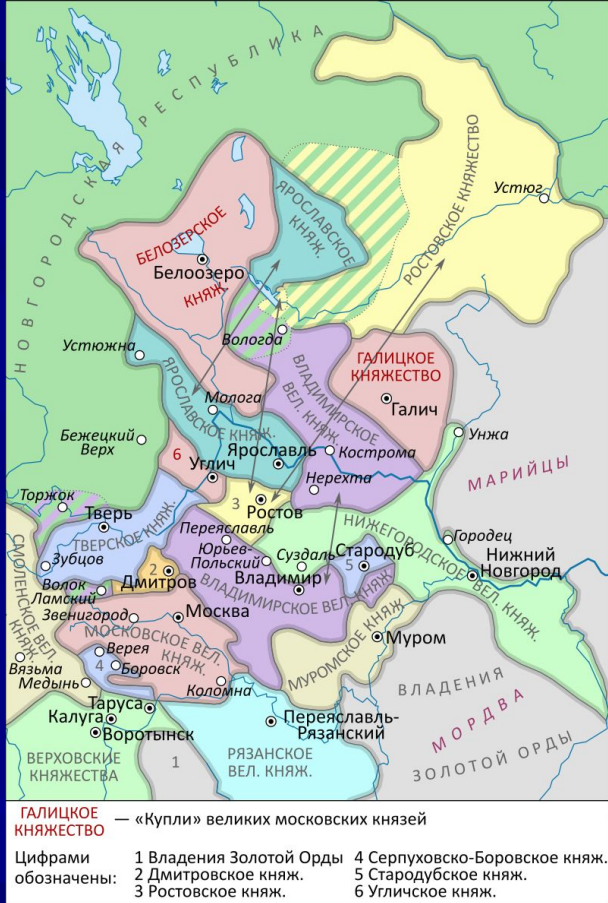 НОВГОРОДСКАЯ РЕСПУБЛИКА
Устюг
РОСТОВСКОЕ КНЯЖЕСТВО
ЯРОСЛАВСКОЕ
КНЯЖ.
БЕЛОЗЕРСКОЕ
Белоозеро
КНЯЖ.
Вологда
Устюжна
ГАЛИЦКОЕ
КНЯЖЕСТВО
ВЛАДИМИРСКОЕ
ВЕЛ. КНЯЖ.
ЯРОСЛАВСКОЕ КНЯЖ.
Молога
Галич
Бежецкий
Верх
6
Углич
Ярославль
Кострома
Унжа
МАРИЙЦЫ
Нерехта
Торжок
Тверь
ТВЕРСКОЕ КНЯЖ.
3
Ростов
Переяславль
НИЖЕГОРОДСКОЕ ВЕЛ. КНЯЖ.
Городец
Зубцов
Юрьев-
Польский
Суздаль
Стародуб
Нижний
Новгород
СМОЛЕНСКОЕ ВЕЛ.
КНЯЖ.
2
Дмитров
Владимир
5
ВЛАДИМИРСКОЕ ВЕЛ. КНЯЖ.
Волок
Ламский
Звенигород
Москва
МОСКОВСКОЕ ВЕЛ.
КНЯЖ.
Муром
МУРОМСКОЕ КНЯЖ.
Верея
4
Боровск
Вязьма
Медынь
Коломна
ВЛАДЕНИЯ
МОРДВА
ЗОЛОТОЙ ОРДЫ
Таруса
Калуга
Воротынск
Переяславль-
Рязанский
ВЕРХОВСКИЕ
КНЯЖЕСТВА
1
РЯЗАНСКОЕ
ВЕЛ. КНЯЖ.
ГАЛИЦКОЕ
КНЯЖЕСТВО — «Купли» великих московских князей
Цифрами
обозначены:
1 Владения Золотой Орды
2 Дмитровское княж.
3 Ростовское княж.
4 Серпуховско-Боровское княж.
5 Стародубское княж.
6 Угличское княж.